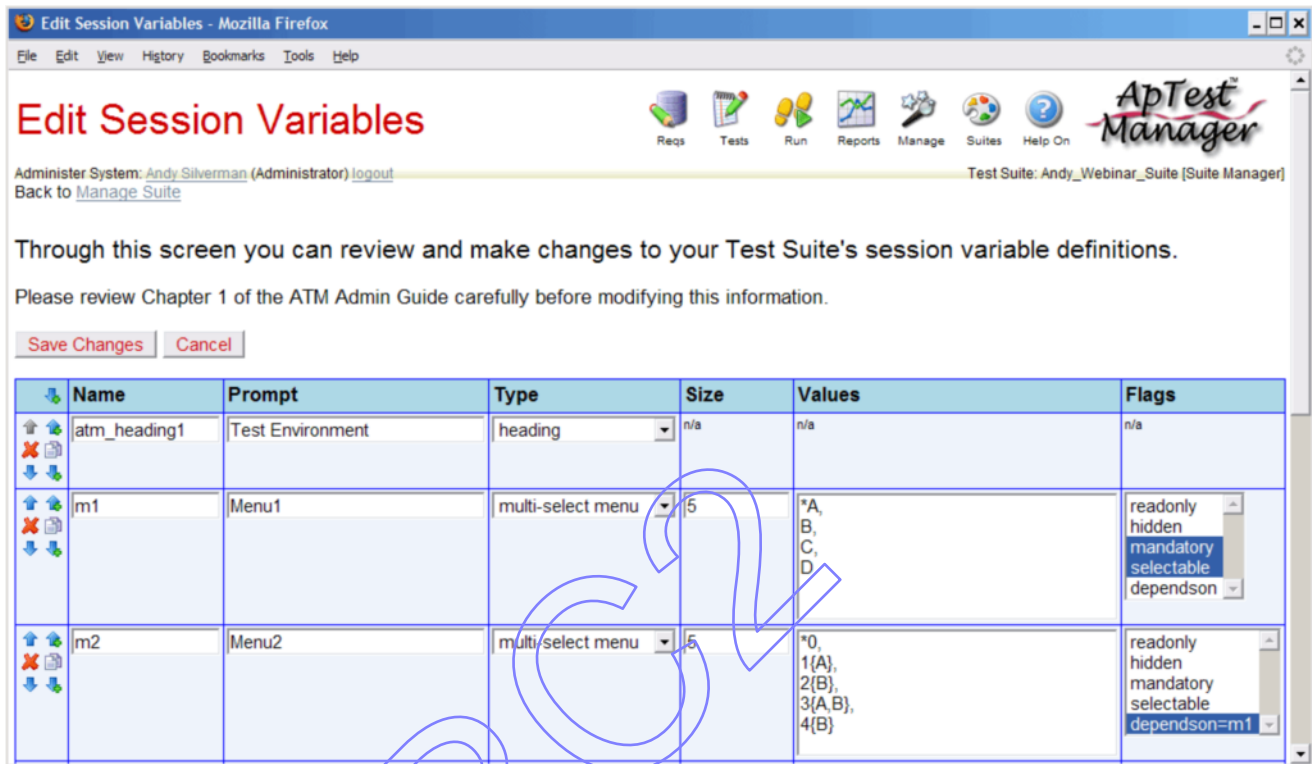 Edit Session Variables - Mozilla Firefox
File Edit View History Bookmarks Tools Help
Edit Session Variables
Reqs Tests Run Reports Manage Suites Help On
ApTest™ Manager
Administer System: Andy Silverman (Administrator) logout
Test Suite: Andy_Webinar_Suite [Suite Manager]
Back to Manage Suite
Through this screen you can review and make changes to your Test Suite's session variable definitions.
Please review Chapter 1 of the ATM Admin Guide carefully before modifying this information.
Save Changes Cancel
Name Prompt Type Size Values Flags
atm_heading1 Test Environment heading n/a n/a n/a
m1 Menu1 multi-select menu 5
*A,
B,
C,
D
readonly
hidden
mandatory
selectable
dependson
m2 Menu2 multi-select menu 5
*0,
1{A},
2{B},
3{A,B},
4{B}
readonly
hidden
mandatory
selectable
dependson=m1